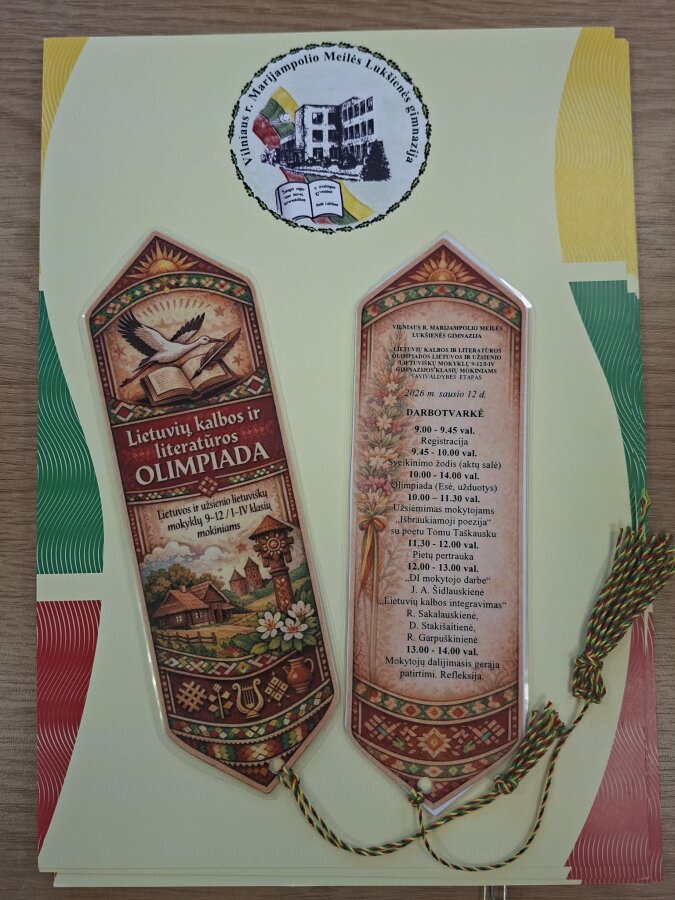 Vilniaus r. Marijampolio Meilės Lukšienės gimnazija
Meilė Lukšienė
Lietuvių kalbos ir
literatūros
OLIMPIADA
Lietuvos ir užsienio lietuviškų
mokyklų 9-12 / I-IV klasių
mokiniams
VILNIAUS R. MARIJAMPOLIO MEILĖS
LUKŠIENĖS GIMNAZIJA
LIETUVIŲ KALBOS IR LITERATŪROS
OLIMPIADOS LIETUVOS IR UŽSIENIO
LIETUVIŠKŲ MOKYKLŲ 9-12/I-IV
GIMNAZIJOS KLASIŲ MOKINIAMS
SAVIVALDYBĖS ETAPAS
2026 m. sausio 12 d.
DARBOTVARKĖ
9.00 - 9.45 val.
Registracija
9.45 - 10.00 val.
Sveikinimo žodis (aktų salė)
10.00 - 14.00 val.
Olimpiada (Esė, užduotys)
10.00 – 11.30 val.
Užsiėmimas mokytojams
„Išbraukiamoji poezija“
su poetu Tomu Taškausku
11.30 - 12.00 val.
Pietų pertrauka
12.00 - 13.00 val.
„DI mokytojo darbe“
J. A. Šidlauskienė
„Lietuvių kalbos integravimas“
R. Sakalauskienė,
D. Stakišaitienė,
R. Garpuškinienė
13.00 - 14.00 val.
Mokytojų dalijimasis gerąja
patirtimi. Refleksija.